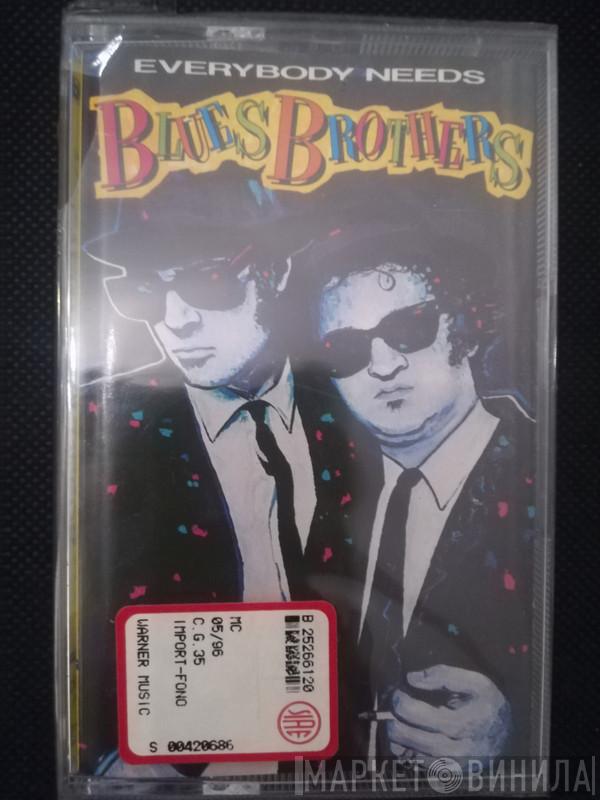 EVERYBODY NEEDS
BLUES BROTHERS
B 25266120
MC
05/96
C.G.35
IMPORT-FONO
WARNER MUSIC
S 00420686
SIAE
МАРКЕТ ВИНИЛА